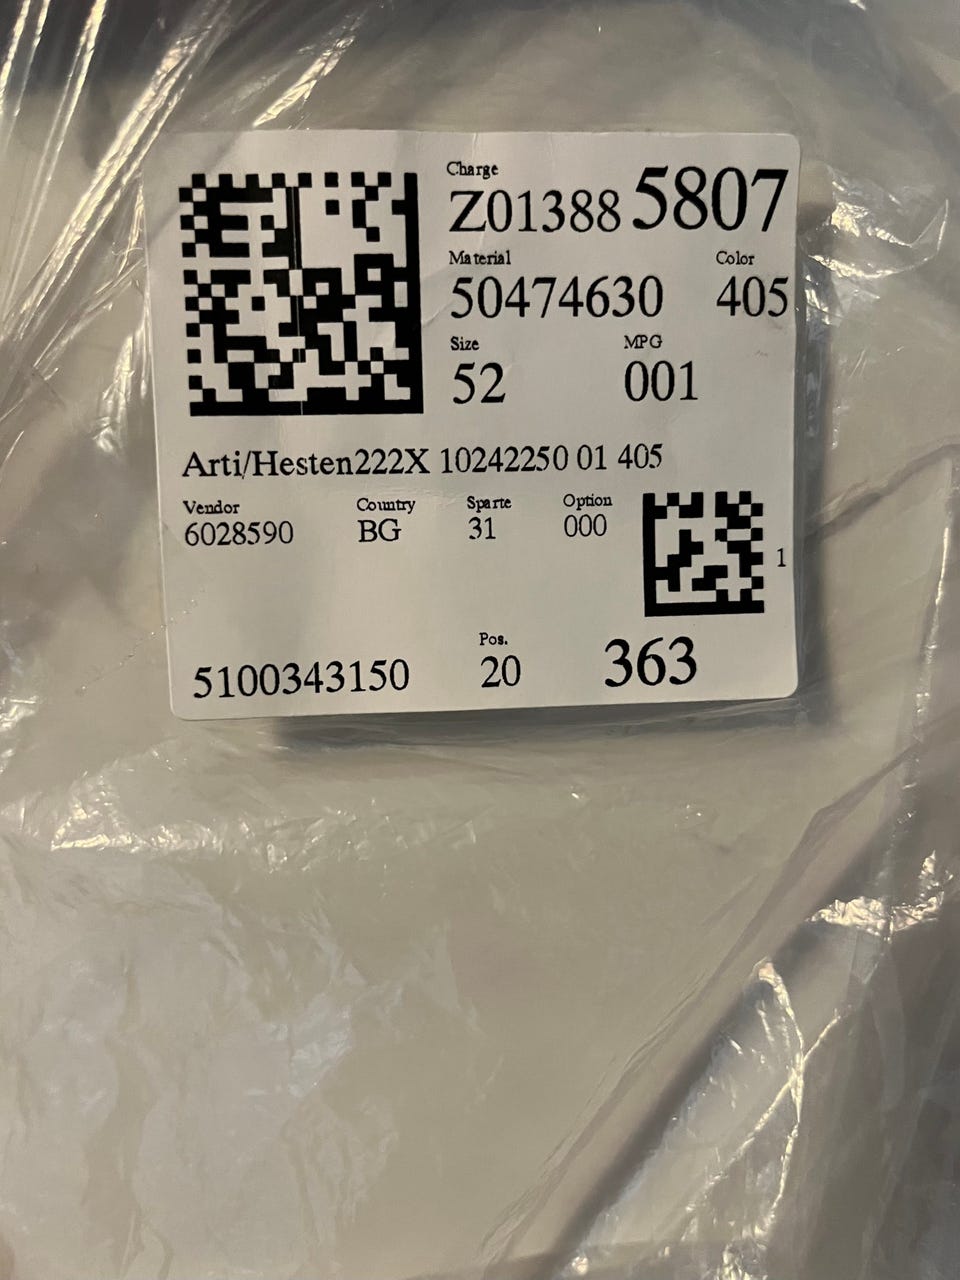 Charge
Z01388 5807
Material Color
50474630 405
Size MPG
52 001
Arti/Hesten222X 10242250 01 405
Vendor Country Sparte Option
6028590 BG 31 000
1
Pos.
5100343150 20 363